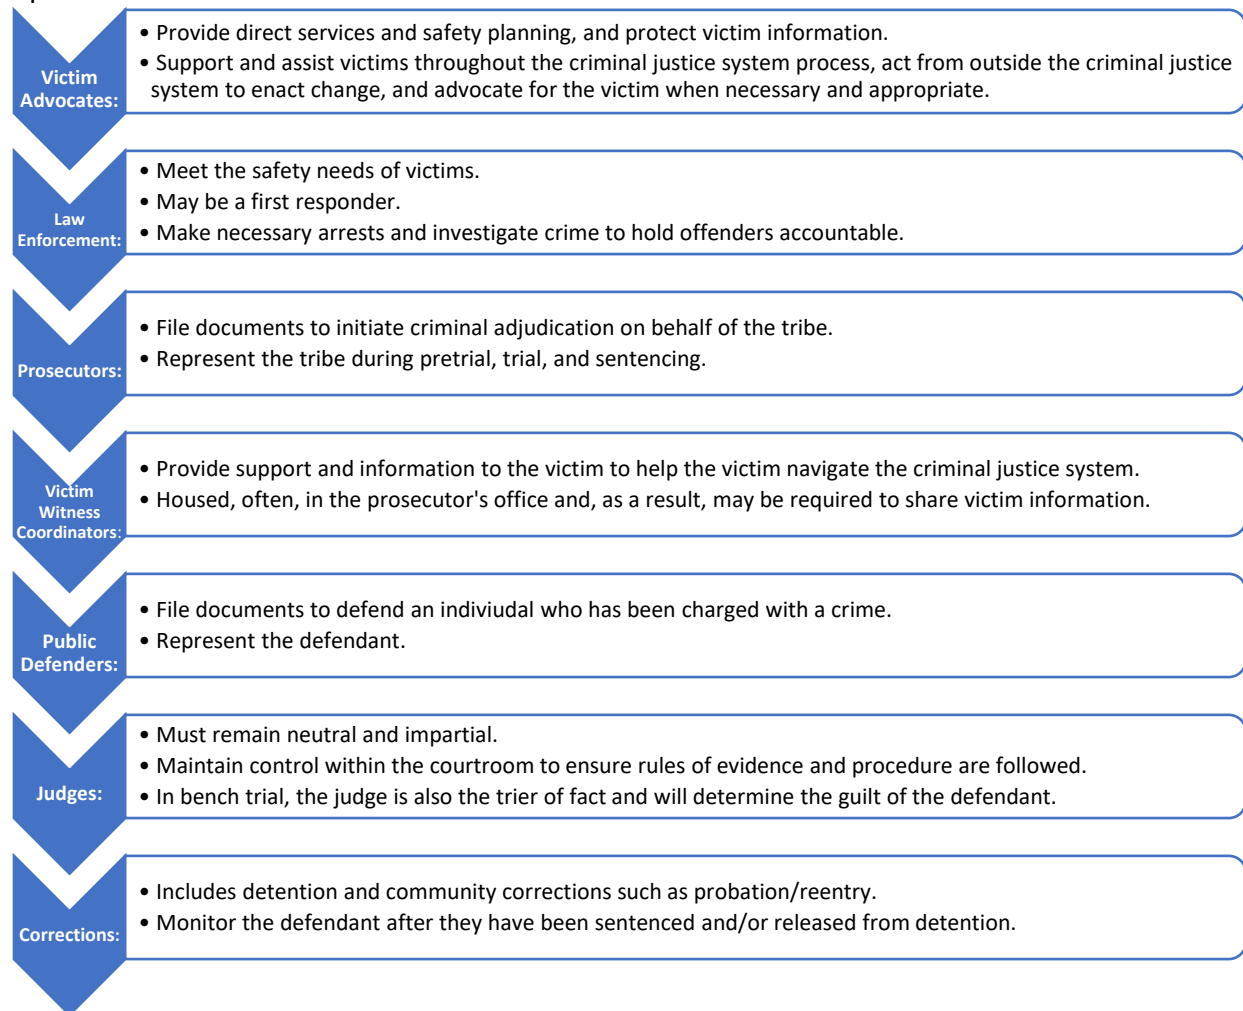 Victim
Advocates:
• Provide direct services and safety planning, and protect victim information.
• Support and assist victims throughout the criminal justice system process, act from outside the criminal justice
system to enact change, and advocate for the victim when necessary and appropriate.
Law
Enforcement:
• Meet the safety needs of victims.
• May be a first responder.
• Make necessary arrests and investigate crime to hold offenders accountable.
Prosecutors:
• File documents to initiate criminal adjudication on behalf of the tribe.
• Represent the tribe during pretrial, trial, and sentencing.
Victim
Witness
Coordinators:
• Provide support and information to the victim to help the victim navigate the criminal justice system.
• Housed, often, in the prosecutor's office and, as a result, may be required to share victim information.
Public
Defenders:
• File documents to defend an indiviudal who has been charged with a crime.
• Represent the defendant.
Judges:
• Must remain neutral and impartial.
• Maintain control within the courtroom to ensure rules of evidence and procedure are followed.
• In bench trial, the judge is also the trier of fact and will determine the guilt of the defendant.
Corrections:
• Includes detention and community corrections such as probation/reentry.
• Monitor the defendant after they have been sentenced and/or released from detention.